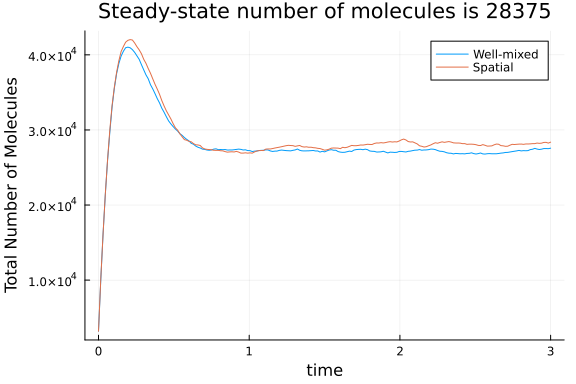 Steady-state number of molecules is 28375
Total Number of Molecules
4.0×10⁴
3.0×10⁴
2.0×10⁴
1.0×10⁴
Well-mixed
Spatial
0 1 2 3
time